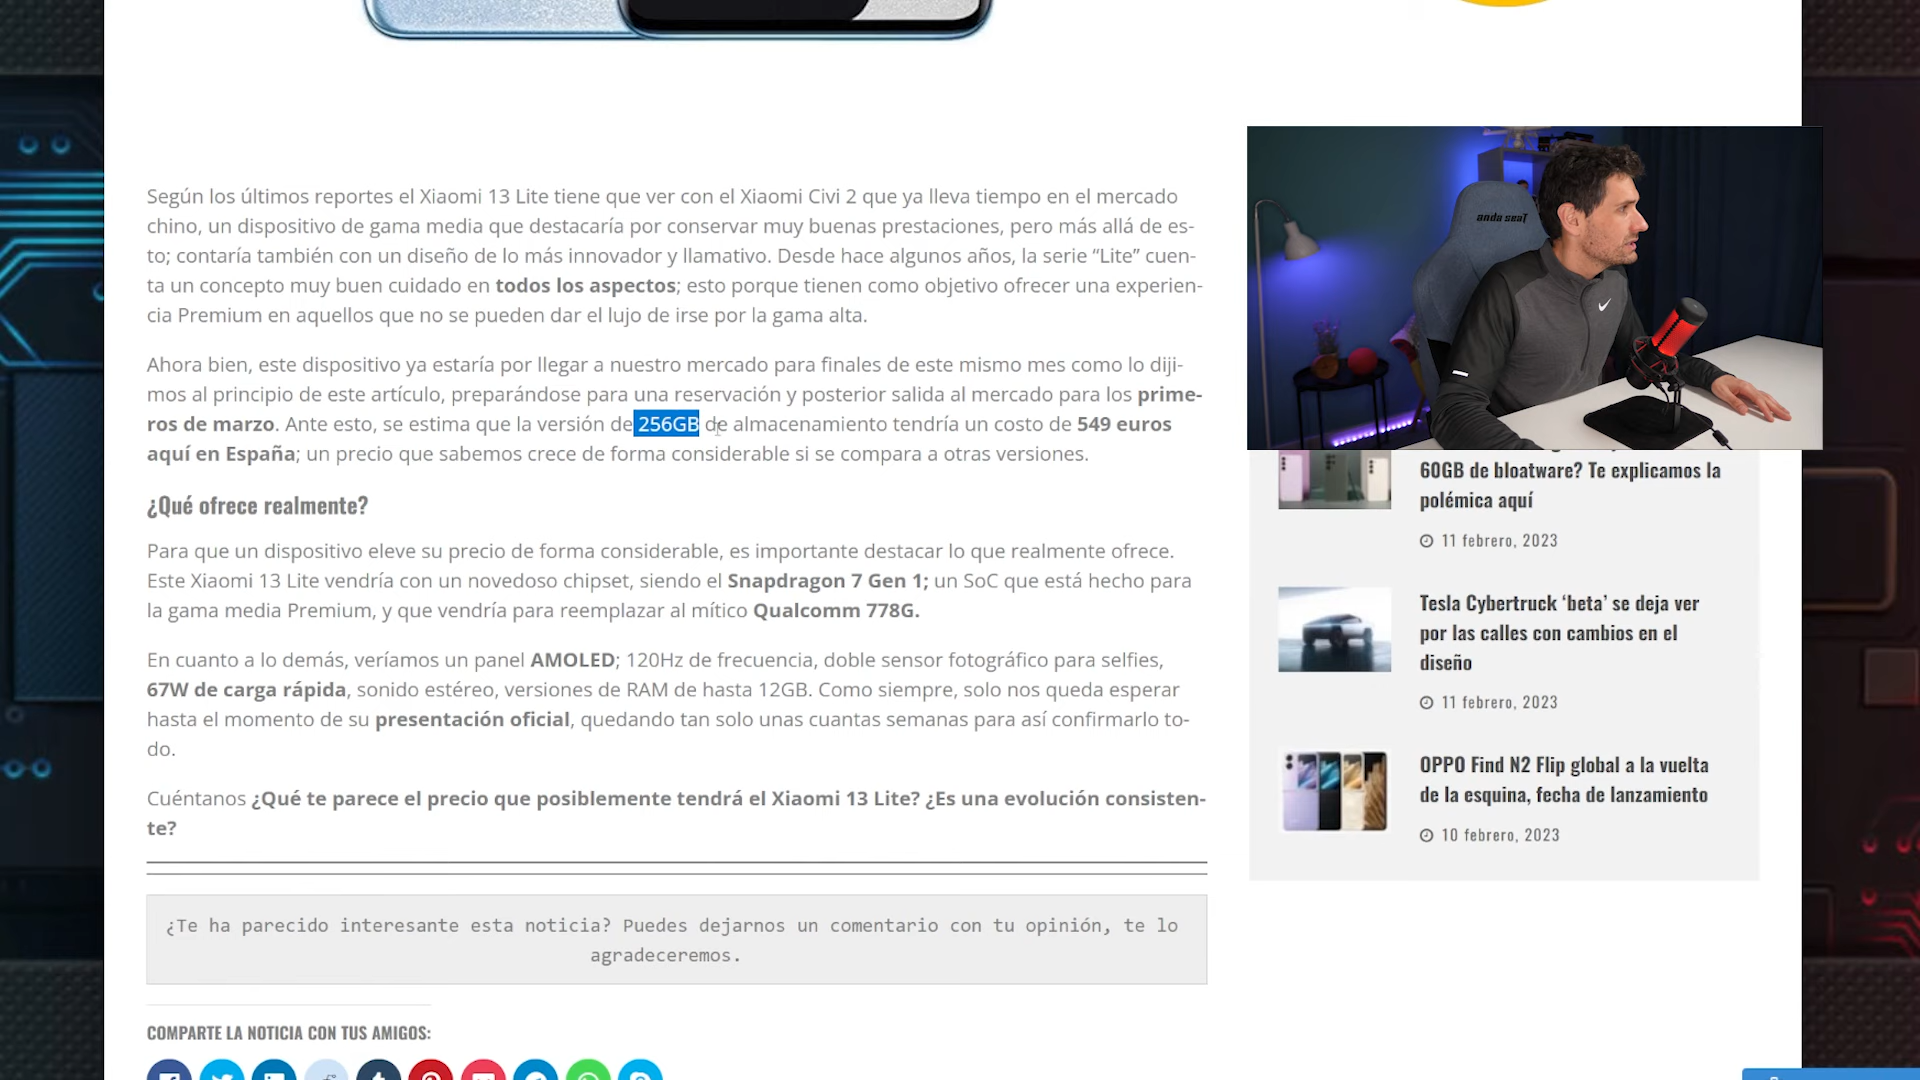 Según los últimos reportes el Xiaomi 13 Lite tiene que ver con el Xiaomi Civi 2 que ya lleva tiempo en el mercado
chino, un dispositivo de gama media que destacaría por conservar muy buenas prestaciones, pero más allá de es-
to; contaría también con un diseño de lo más innovador y llamativo. Desde hace algunos años, la serie “Lite” cuen-
ta un concepto muy buen cuidado en todos los aspectos; esto porque tienen como objetivo ofrecer una experien-
cia Premium en aquellos que no se pueden dar el lujo de irse por la gama alta.
Ahora bien, este dispositivo ya estaría por llegar a nuestro mercado para finales de este mismo mes como lo diji-
mos al principio de este artículo, preparándose para una reservación y posterior salida al mercado para los prime-
ros de marzo. Ante esto, se estima que la versión de 256GB de almacenamiento tendría un costo de 549 euros
aquí en España; un precio que sabemos crece de forma considerable si se compara a otras versiones.
¿Qué ofrece realmente?
Para que un dispositivo eleve su precio de forma considerable, es importante destacar lo que realmente ofrece.
Este Xiaomi 13 Lite vendría con un novedoso chipset, siendo el Snapdragon 7 Gen 1; un SoC que está hecho para
la gama media Premium, y que vendría para reemplazar al mítico Qualcomm 778G.
En cuanto a lo demás, veríamos un panel AMOLED; 120Hz de frecuencia, doble sensor fotográfico para selfies,
67W de carga rápida, sonido estéreo, versiones de RAM de hasta 12GB. Como siempre, solo nos queda esperar
hasta el momento de su presentación oficial, quedando tan solo unas cuantas semanas para así confirmarlo to-
do.
Cuéntanos ¿Qué te parece el precio que posiblemente tendrá el Xiaomi 13 Lite? ¿Es una evolución consisten-
te?
¿Te ha parecido interesante esta noticia? Puedes dejarnos un comentario con tu opinión, te lo
agradeceremos.
COMPARTE LA NOTICIA CON TUS AMIGOS:
anda seaT
60GB de bloatware? Te explicamos la
polémica aquí
11 febrero, 2023
Tesla Cybertruck ‘beta’ se deja ver
por las calles con cambios en el
diseño
11 febrero, 2023
OPPO Find N2 Flip global a la vuelta
de la esquina, fecha de lanzamiento
10 febrero, 2023